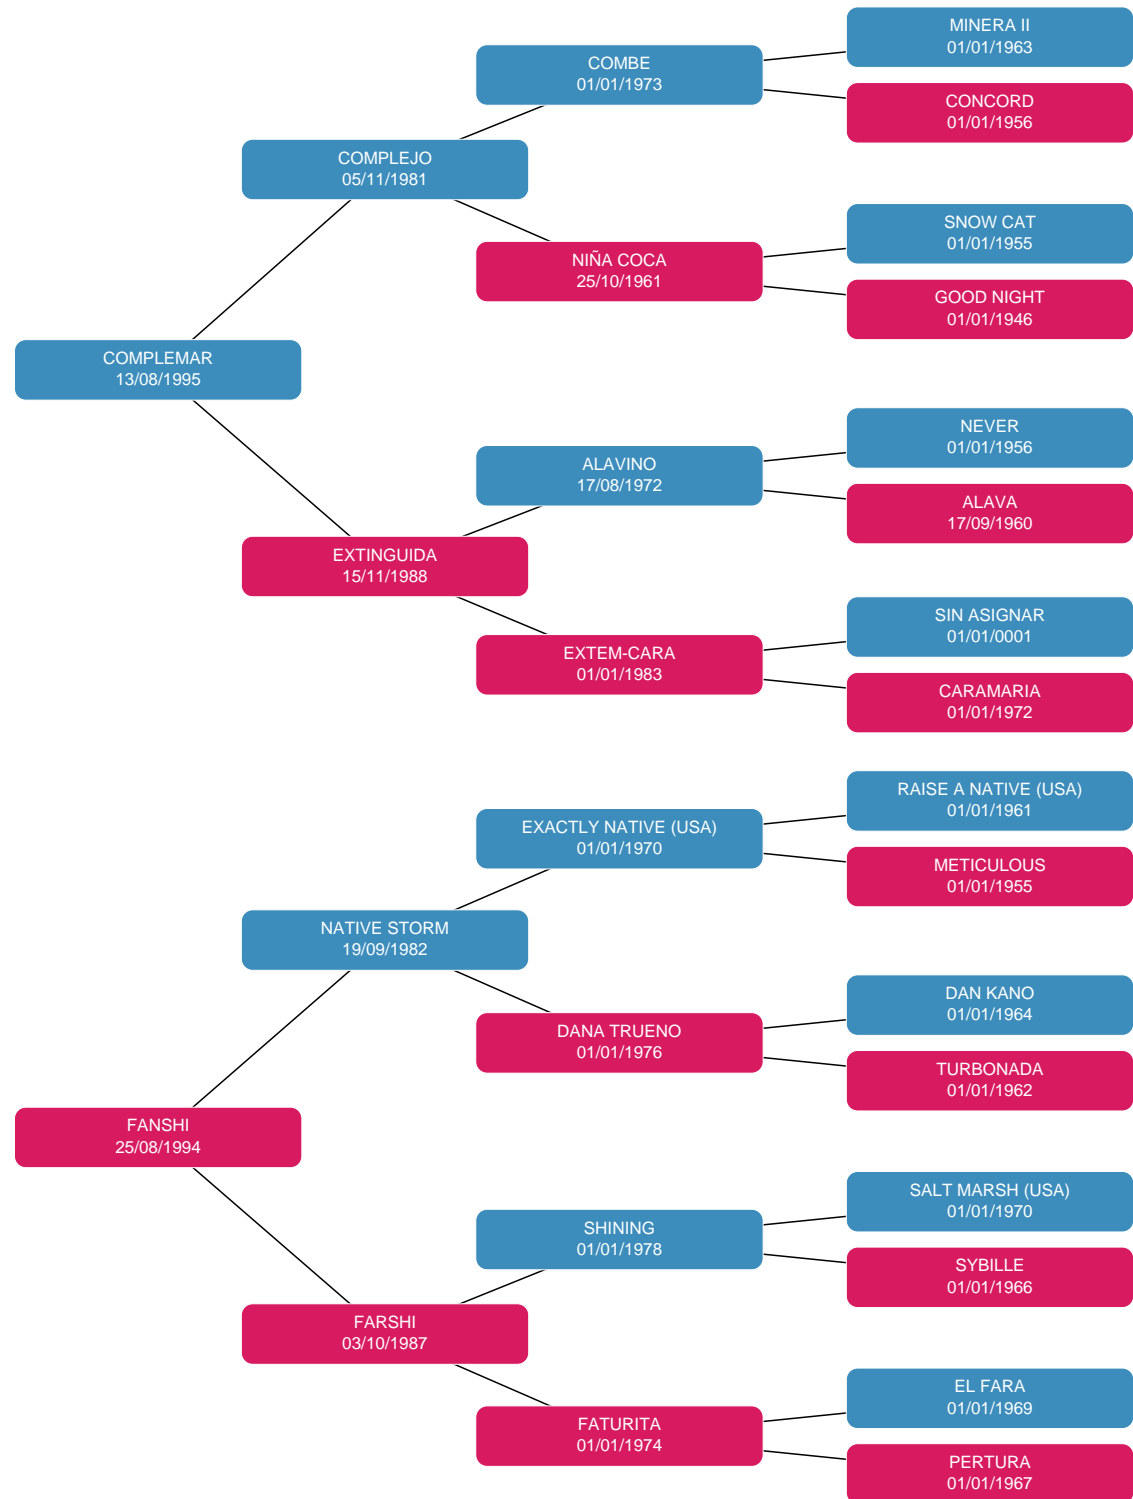 MINERA II
01/01/1963
COMBE
01/01/1973
CONCORD
01/01/1956
COMPLEJO
05/11/1981
SNOW CAT
01/01/1955
NIÑA COCA
25/10/1961
GOOD NIGHT
01/01/1946
COMPLEMAR
13/08/1995
NEVER
01/01/1956
ALAVINO
17/08/1972
ALAVA
17/09/1960
EXTINGUIDA
15/11/1988
SIN ASIGNAR
01/01/0001
EXTEM-CARA
01/01/1983
CARAMARIA
01/01/1972
RAISE A NATIVE (USA)
01/01/1961
EXACTLY NATIVE (USA)
01/01/1970
METICULOUS
01/01/1955
NATIVE STORM
19/09/1982
DAN KANO
01/01/1964
DANA TRUENO
01/01/1976
TURBONADA
01/01/1962
FANSHI
25/08/1994
SALT MARSH (USA)
01/01/1970
SHINING
01/01/1978
SYBILLE
01/01/1966
FARSHI
03/10/1987
EL FARA
01/01/1969
FATURITA
01/01/1974
PERTURA
01/01/1967